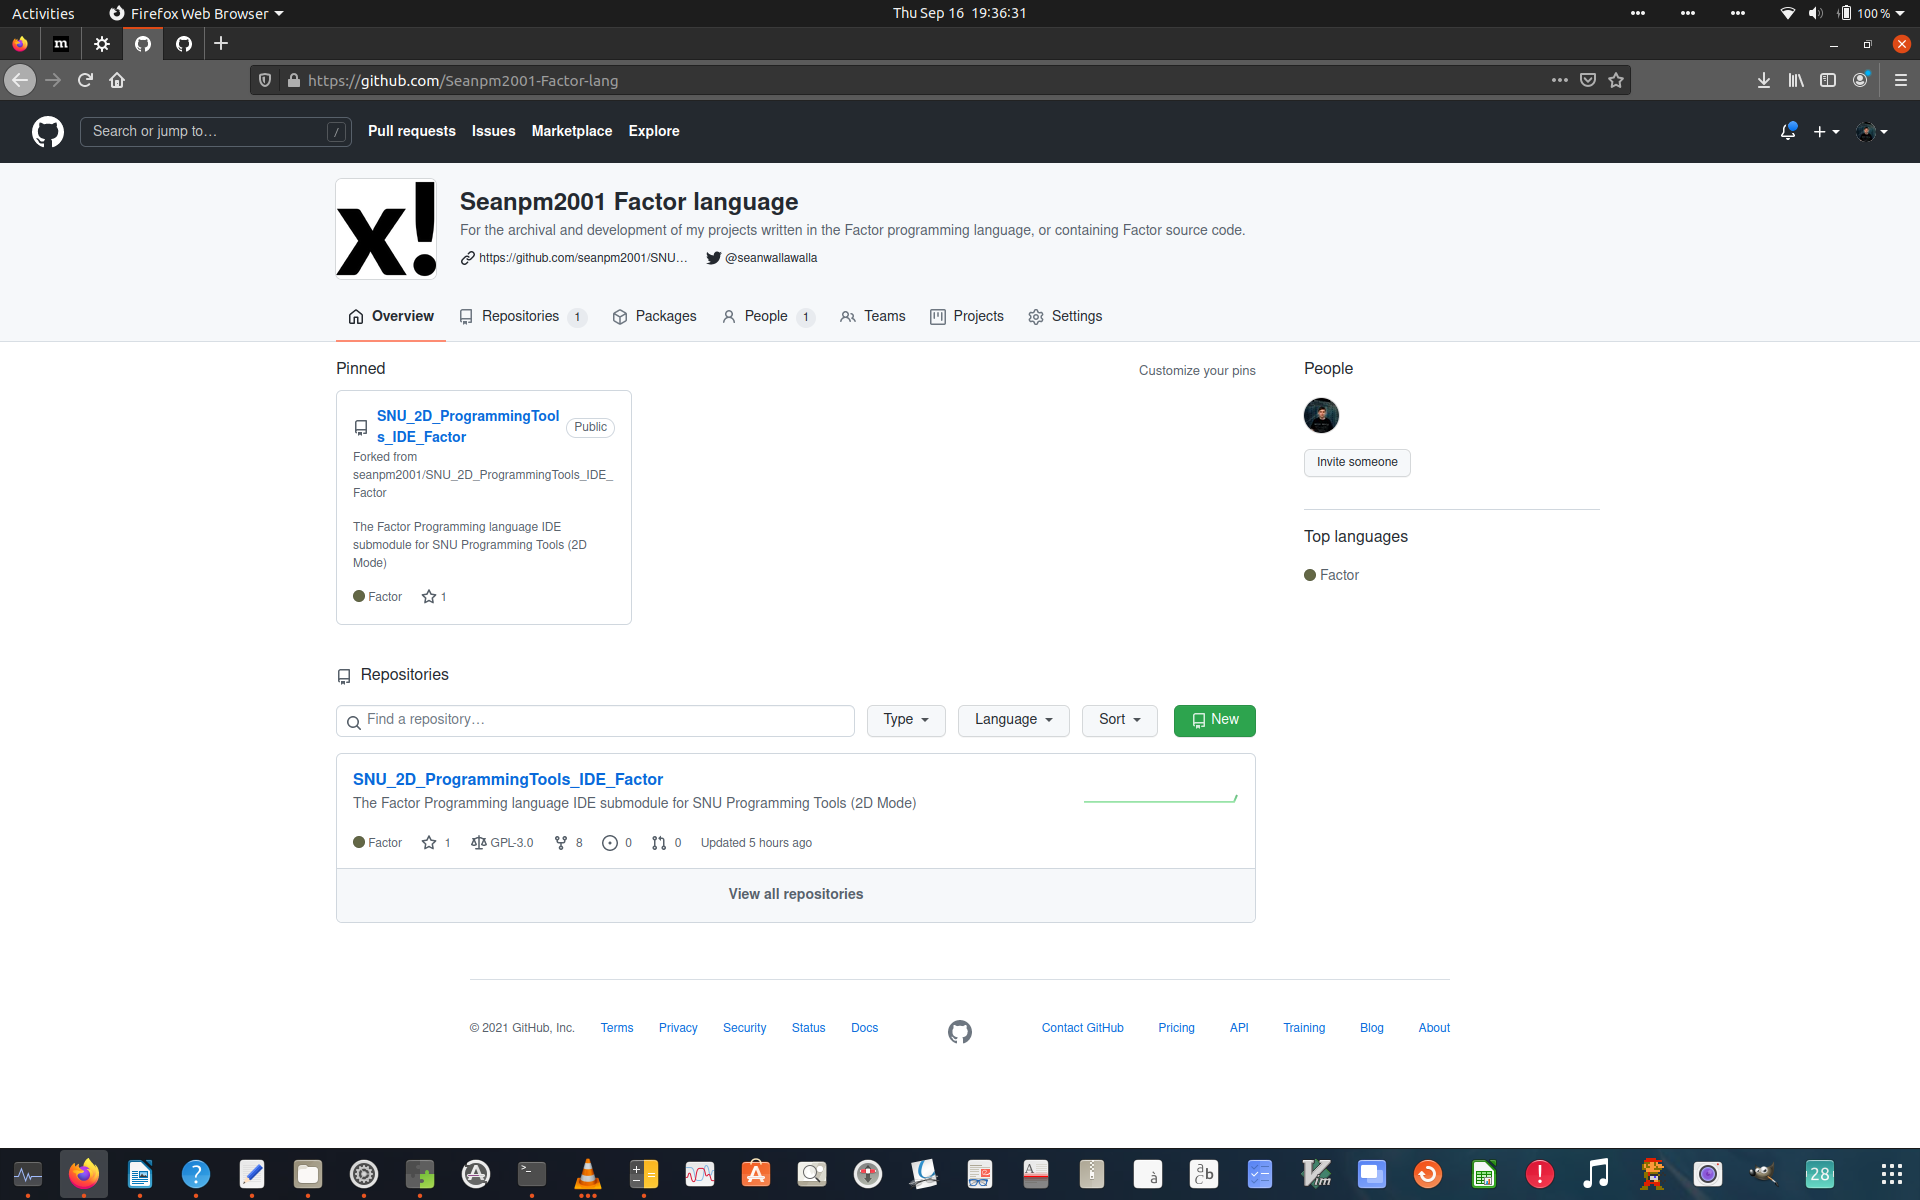 Activities
Firefox Web Browser
Thu Sep 16 19:36:31
100 %
m
https://github.com/Seanpm2001-Factor-lang
Search or jump to…
/
Pull requests
Issues
Marketplace
Explore
x!
Seanpm2001 Factor language
For the archival and development of my projects written in the Factor programming language, or containing Factor source code.
https://github.com/seanpm2001/SNU…
@seanwallawalla
Overview
Repositories 1
Packages
People 1
Teams
Projects
Settings
Pinned
Customize your pins
SNU_2D_ProgrammingTool
s_IDE_Factor
Public
Forked from
seanpm2001/SNU_2D_ProgrammingTools_IDE_
Factor
The Factor Programming language IDE
submodule for SNU Programming Tools (2D
Mode)
Factor
1
People
Invite someone
Top languages
Factor
Repositories
Find a repository…
Type
Language
Sort
New
SNU_2D_ProgrammingTools_IDE_Factor
The Factor Programming language IDE submodule for SNU Programming Tools (2D Mode)
Factor 1 GPL-3.0 8 0 0 Updated 5 hours ago
View all repositories
© 2021 GitHub, Inc.
Terms
Privacy
Security
Status
Docs
Contact GitHub
Pricing
API
Training
Blog
About
28